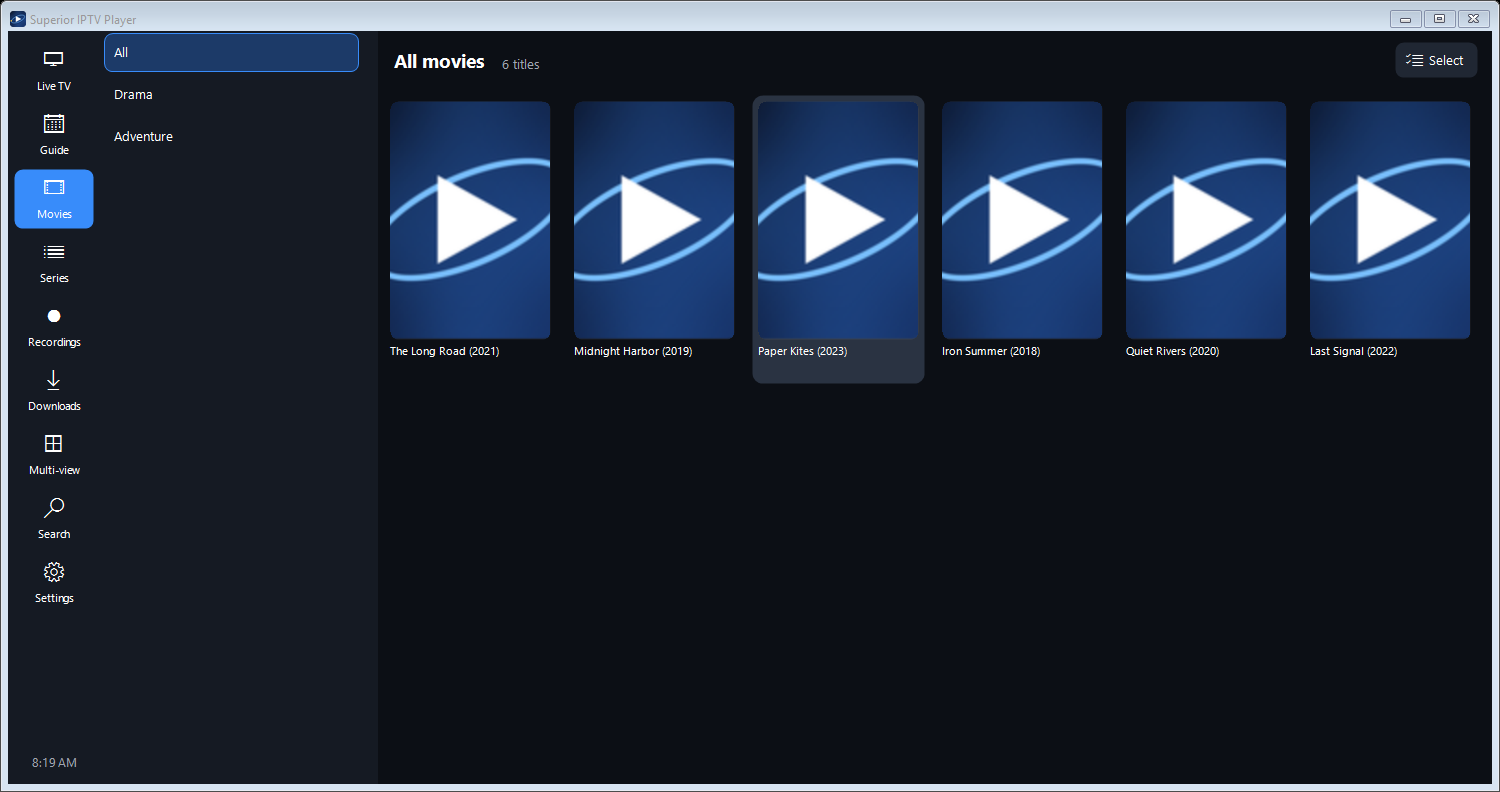 Superior IPTV Player
Live TV
Guide
Movies
Series
Recordings
Downloads
Multi-view
Search
Settings
8:19 AM
All
Drama
Adventure
All movies
6 titles
Select
The Long Road (2021)
Midnight Harbor (2019)
Paper Kites (2023)
Iron Summer (2018)
Quiet Rivers (2020)
Last Signal (2022)